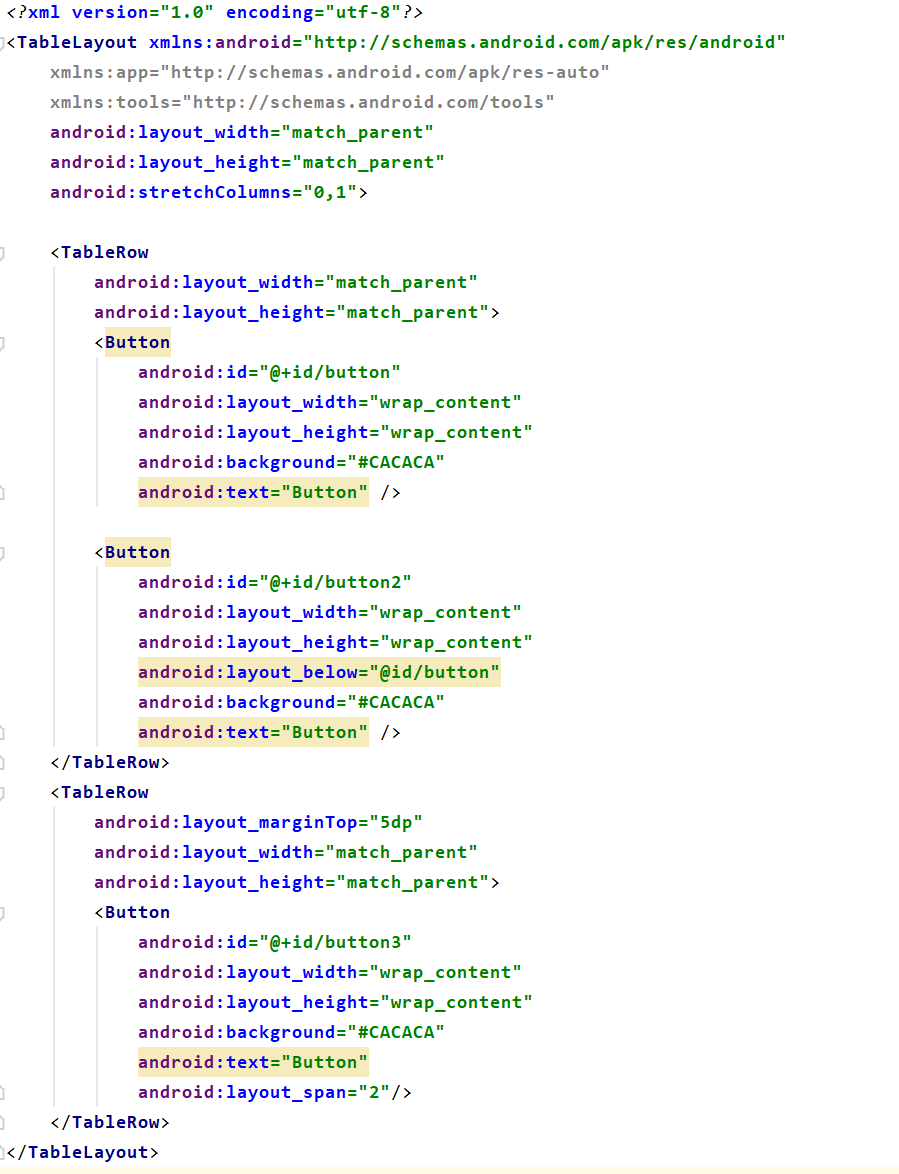 <?xml version="1.0" encoding="utf-8"?>
<TableLayout xmlns:android="http://schemas.android.com/apk/res/android"
    xmlns:app="http://schemas.android.com/apk/res-auto"
    xmlns:tools="http://schemas.android.com/tools"
    android:layout_width="match_parent"
    android:layout_height="match_parent"
    android:stretchColumns="0,1">

    <TableRow
        android:layout_width="match_parent"
        android:layout_height="match_parent">
        <Button
            android:id="@+id/button"
            android:layout_width="wrap_content"
            android:layout_height="wrap_content"
            android:background="#CACACA"
            android:text="Button" />

        <Button
            android:id="@+id/button2"
            android:layout_width="wrap_content"
            android:layout_height="wrap_content"
            android:layout_below="@id/button"
            android:background="#CACACA"
            android:text="Button" />
    </TableRow>
    <TableRow
        android:layout_marginTop="5dp"
        android:layout_width="match_parent"
        android:layout_height="match_parent">
        <Button
            android:id="@+id/button3"
            android:layout_width="wrap_content"
            android:layout_height="wrap_content"
            android:background="#CACACA"
            android:text="Button"
            android:layout_span="2"/>
    </TableRow>
</TableLayout>